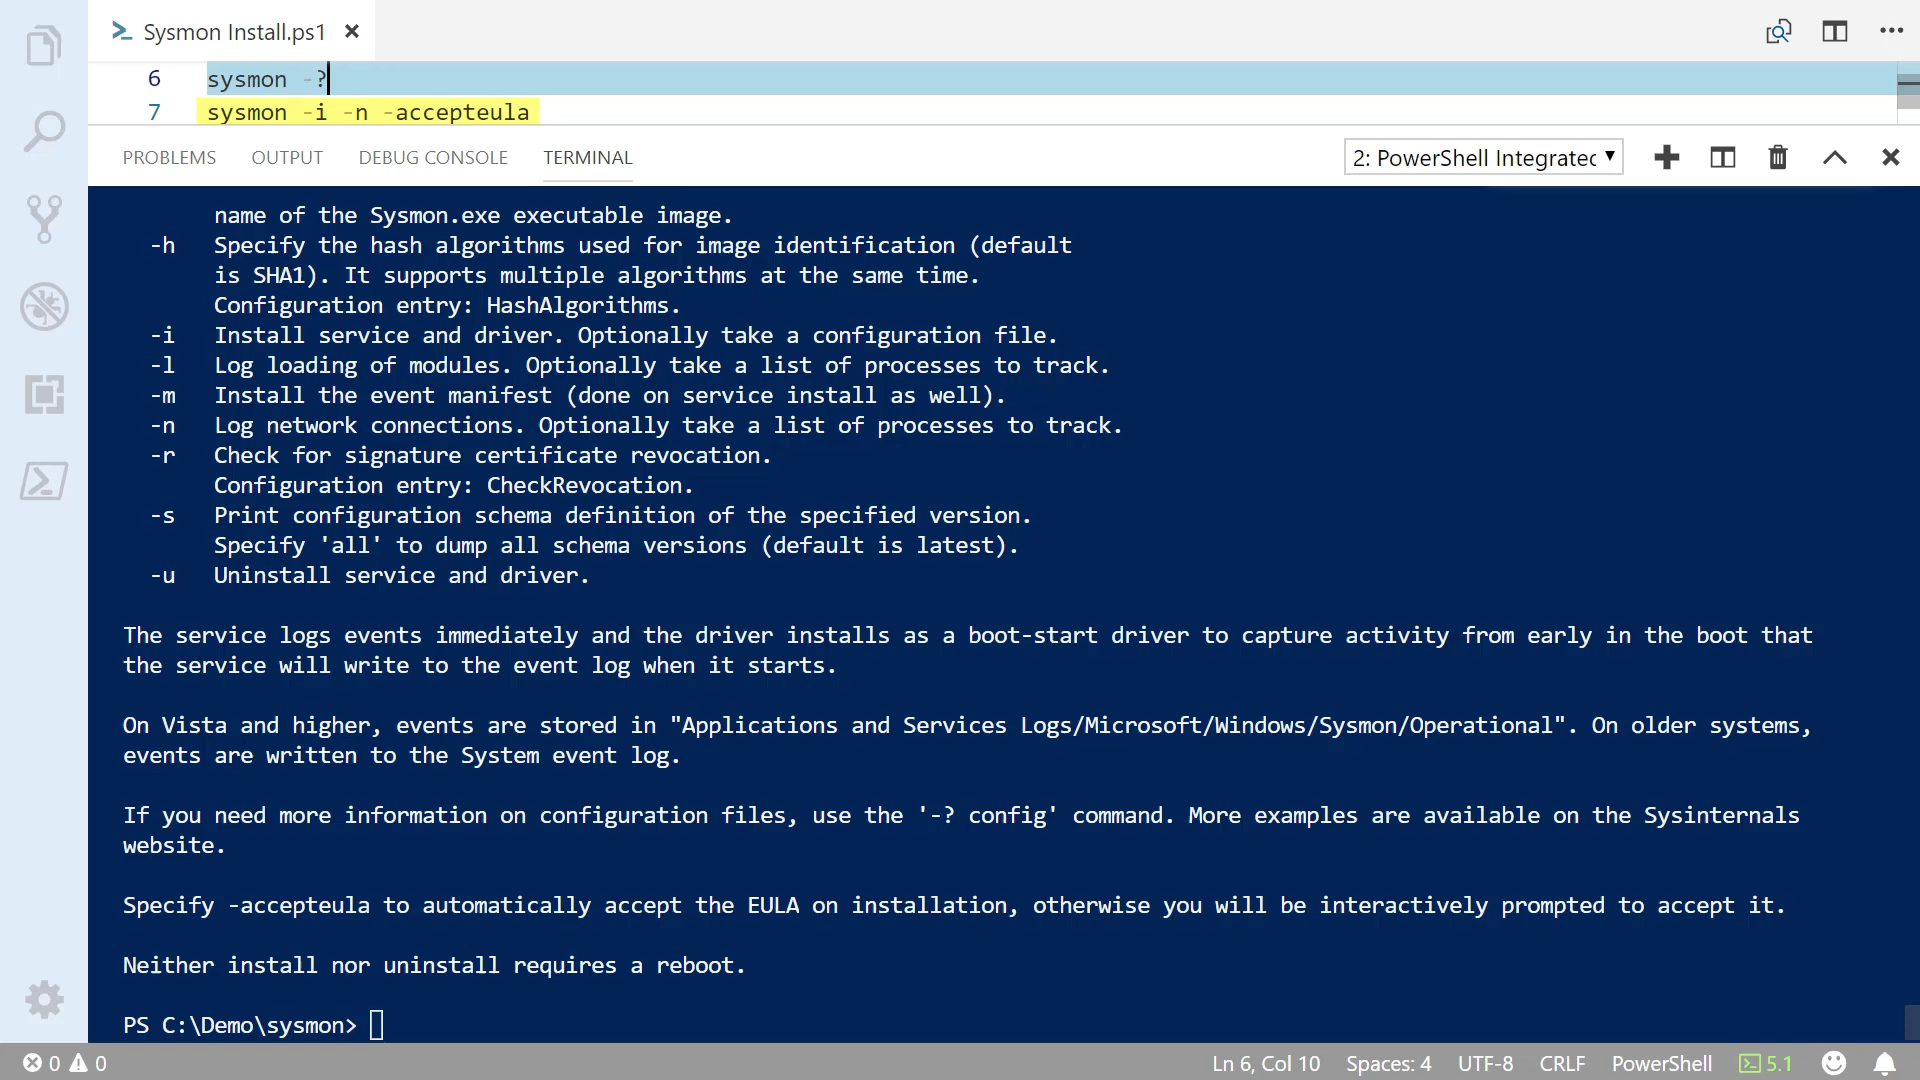 Sysmon Install.ps1
6 sysmon -?
7 sysmon -i -n -accepteula
PROBLEMS OUTPUT DEBUG CONSOLE TERMINAL 2: PowerShell Integratec
name of the Sysmon.exe executable image.
-h Specify the hash algorithms used for image identification (default
is SHA1). It supports multiple algorithms at the same time.
Configuration entry: HashAlgorithms.
-i Install service and driver. Optionally take a configuration file.
-l Log loading of modules. Optionally take a list of processes to track.
-m Install the event manifest (done on service install as well).
-n Log network connections. Optionally take a list of processes to track.
-r Check for signature certificate revocation.
Configuration entry: CheckRevocation.
-s Print configuration schema definition of the specified version.
Specify 'all' to dump all schema versions (default is latest).
-u Uninstall service and driver.
The service logs events immediately and the driver installs as a boot-start driver to capture activity from early in the boot that
the service will write to the event log when it starts.
On Vista and higher, events are stored in "Applications and Services Logs/Microsoft/Windows/Sysmon/Operational". On older systems,
events are written to the System event log.
If you need more information on configuration files, use the '-? config' command. More examples are available on the Sysinternals
website.
Specify -accepteula to automatically accept the EULA on installation, otherwise you will be interactively prompted to accept it.
Neither install nor uninstall requires a reboot.
PS C:\Demo\sysmon>
0 0 Ln 6, Col 10 Spaces: 4 UTF-8 CRLF PowerShell 5.1